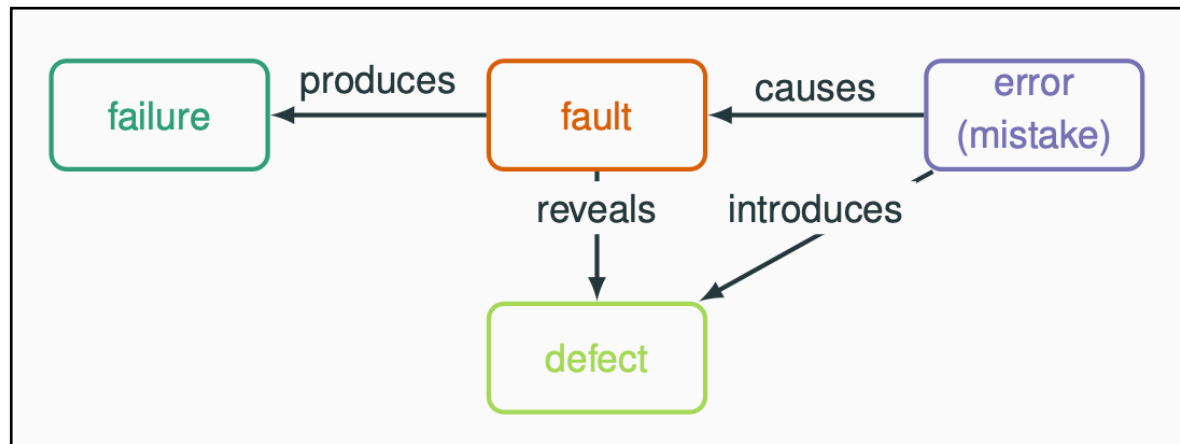 produces
causes
failure
fault
error
(mistake)
reveals
introduces
defect